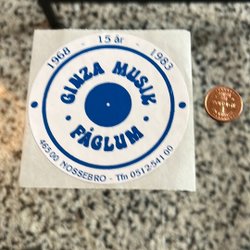 1968 - 15 år - 1983
GINZA MUSIK
• FÅGLUM •
465 00 NOSSEBRO - Tfn 0512-541 00